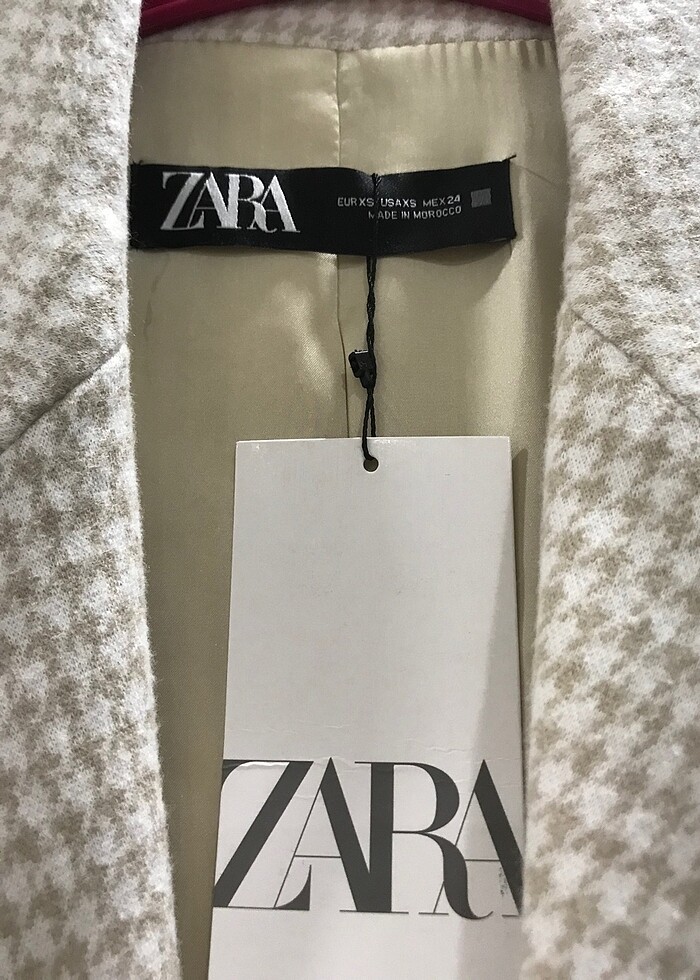 ZARA
EUR XS USA XS MEX 24
MADE IN MOROCCO
ZARA